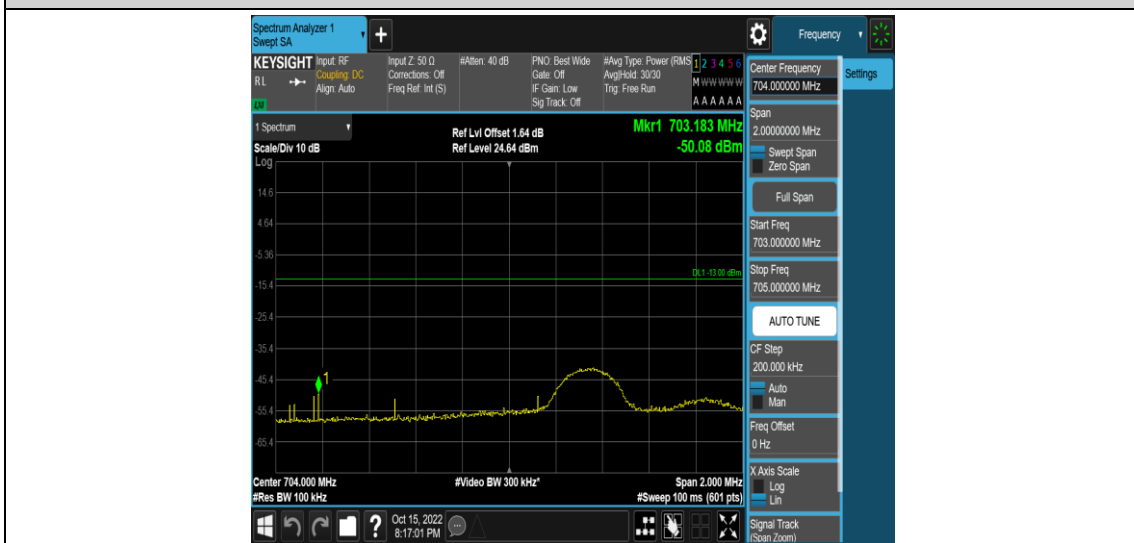 Spectrum Analyzer 1
Swept SA
+
Frequency
KEYSIGHT
RL
LXI
Input: RF
Coupling: DC
Align: Auto
Input Z: 50 Ω
Corrections: Off
Freq Ref: Int (S)
#Atten: 40 dB
PNO: Best Wide
Gate: Off
IF Gain: Low
Sig Track: Off
#Avg Type: Power (RMS
Avg|Hold: 30/30
Trig: Free Run
1 2 3 4 5 6
M W W W W W
A A A A A A
1 Spectrum
Scale/Div 10 dB
Log
Ref Lvl Offset 1.64 dB
Ref Level 24.64 dBm
Mkr1 703.183 MHz
-50.08 dBm
14.6
4.64
-5.36
DL1 -13.00 dBm
-15.4
-25.4
-35.4
-45.4
1
-55.4
-65.4
Center 704.000 MHz
#Video BW 300 kHz*
Span 2.000 MHz
#Res BW 100 kHz
#Sweep 100 ms (601 pts)
?
Oct 15, 2022
8:17:01 PM
Center Frequency
704.000000 MHz
Settings
Span
2.00000000 MHz
Swept Span
Zero Span
Full Span
Start Freq
703.000000 MHz
Stop Freq
705.000000 MHz
AUTO TUNE
CF Step
200.000 kHz
Auto
Man
Freq Offset
0 Hz
X Axis Scale
Log
Lin
Signal Track
(Span Zoom)